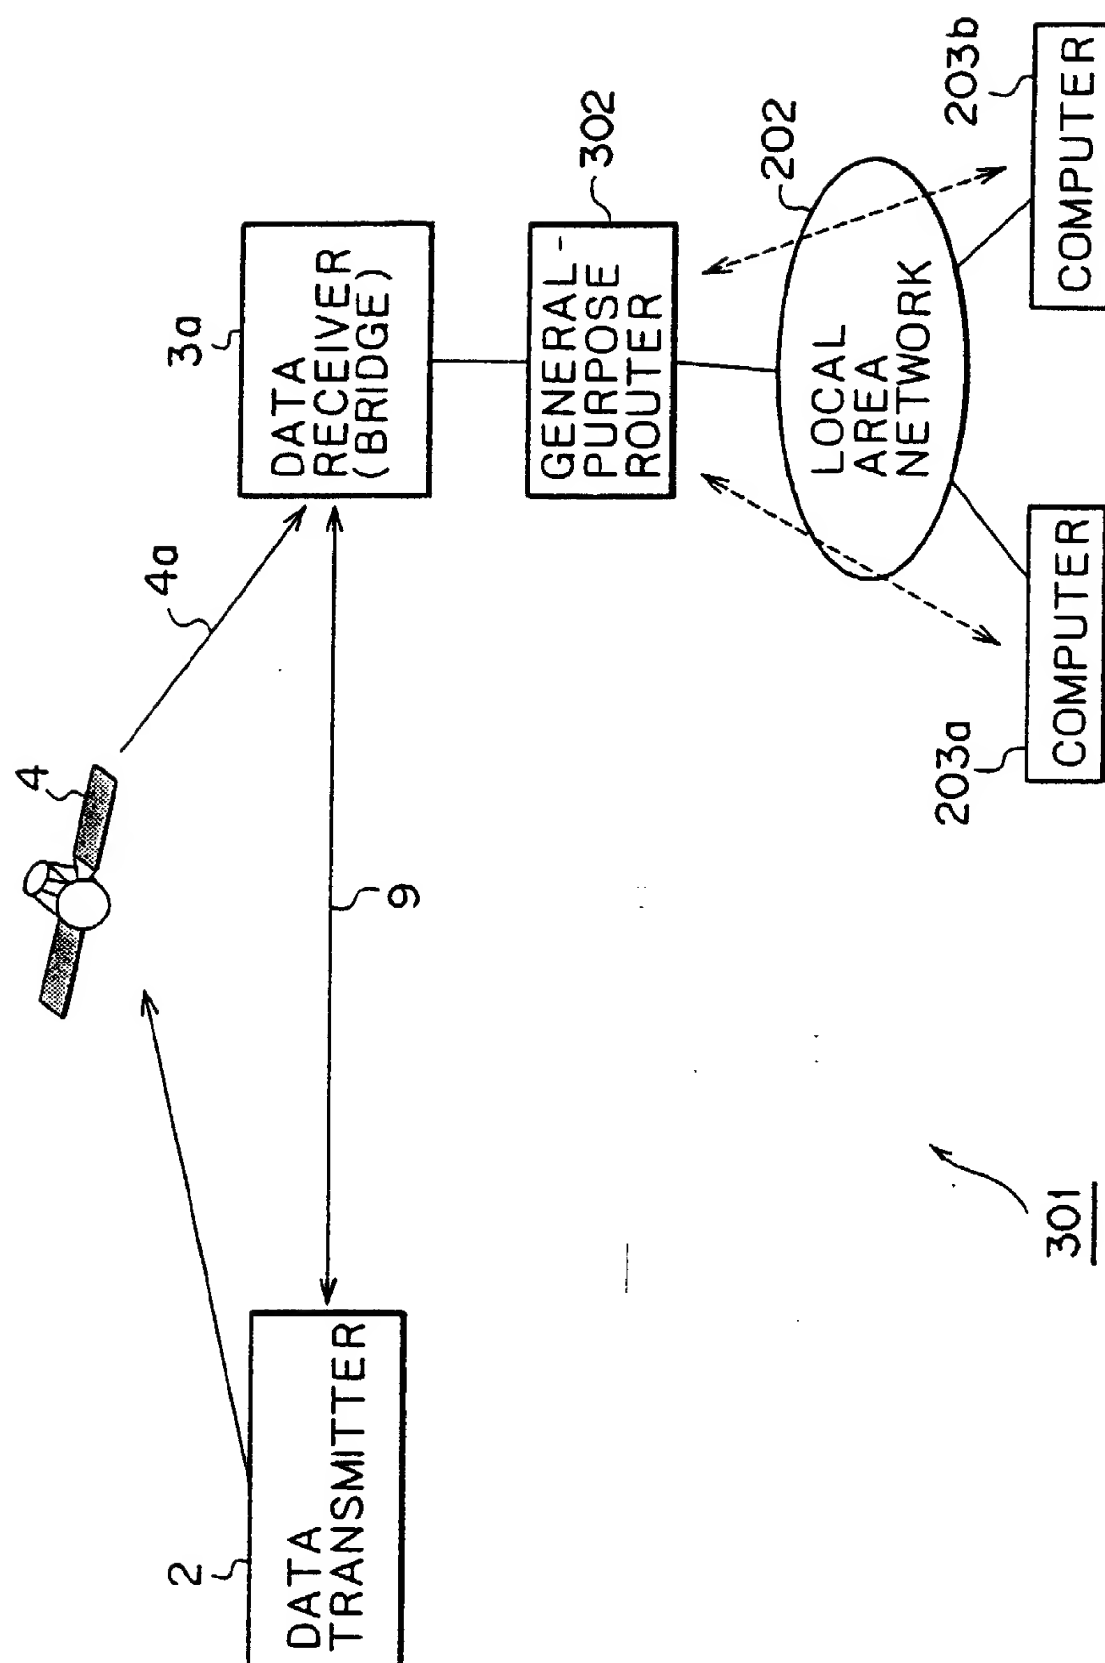 4
4a
3a
DATA
RECEIVER
(BRIDGE)
2
DATA
TRANSMITTER
9
GENERAL-
PURPOSE
ROUTER
302
202
LOCAL
AREA
NETWORK
203a
COMPUTER
203b
COMPUTER
301